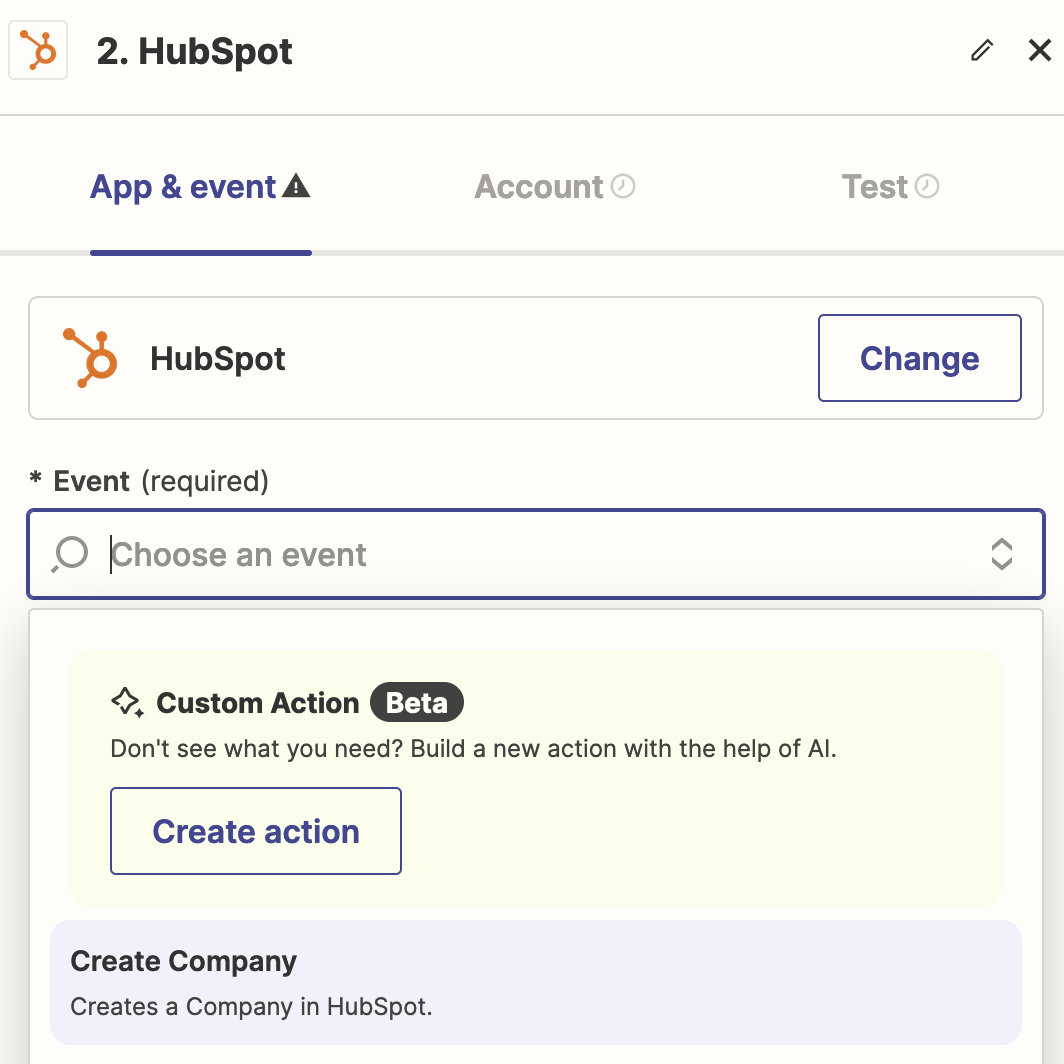 2. HubSpot
App & event
Account
Test
HubSpot
Change
* Event (required)
Choose an event
Custom Action Beta
Don't see what you need? Build a new action with the help of AI.
Create action
Create Company
Creates a Company in HubSpot.